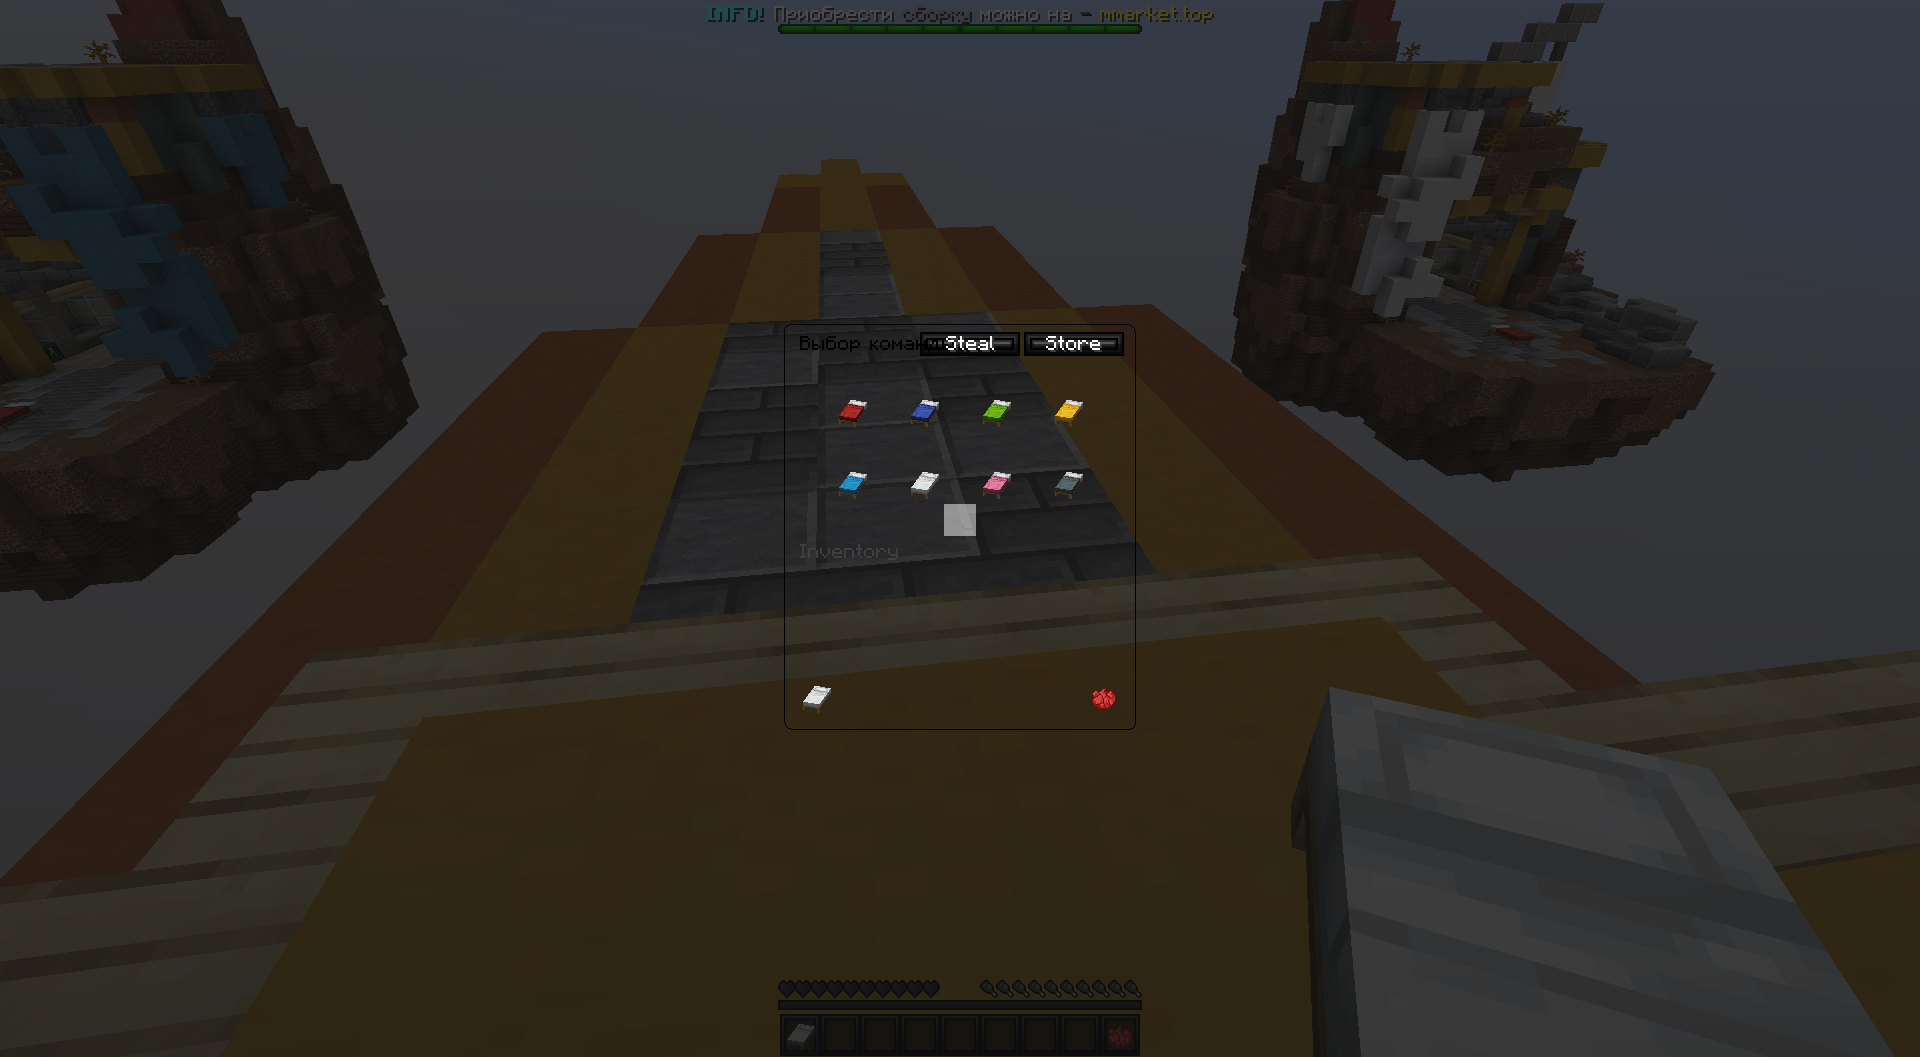 INFO! Приобрести сборку можно на - mmarket.top
Выбор коман
Steal
Store
Inventory